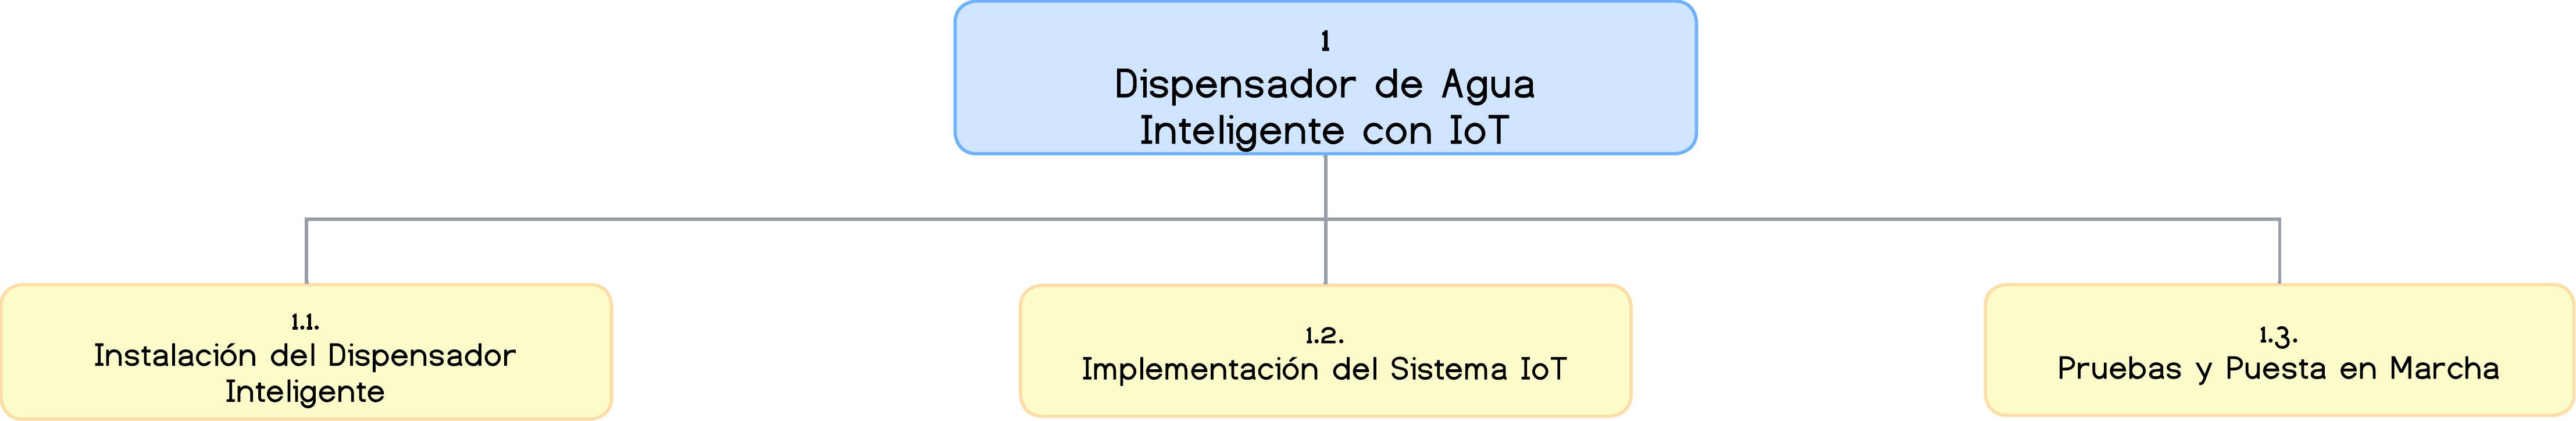 1
Dispensador de Agua
Inteligente con IoT
1.1.
Instalación del Dispensador
Inteligente
1.2.
Implementación del Sistema IoT
1.3.
Pruebas y Puesta en Marcha